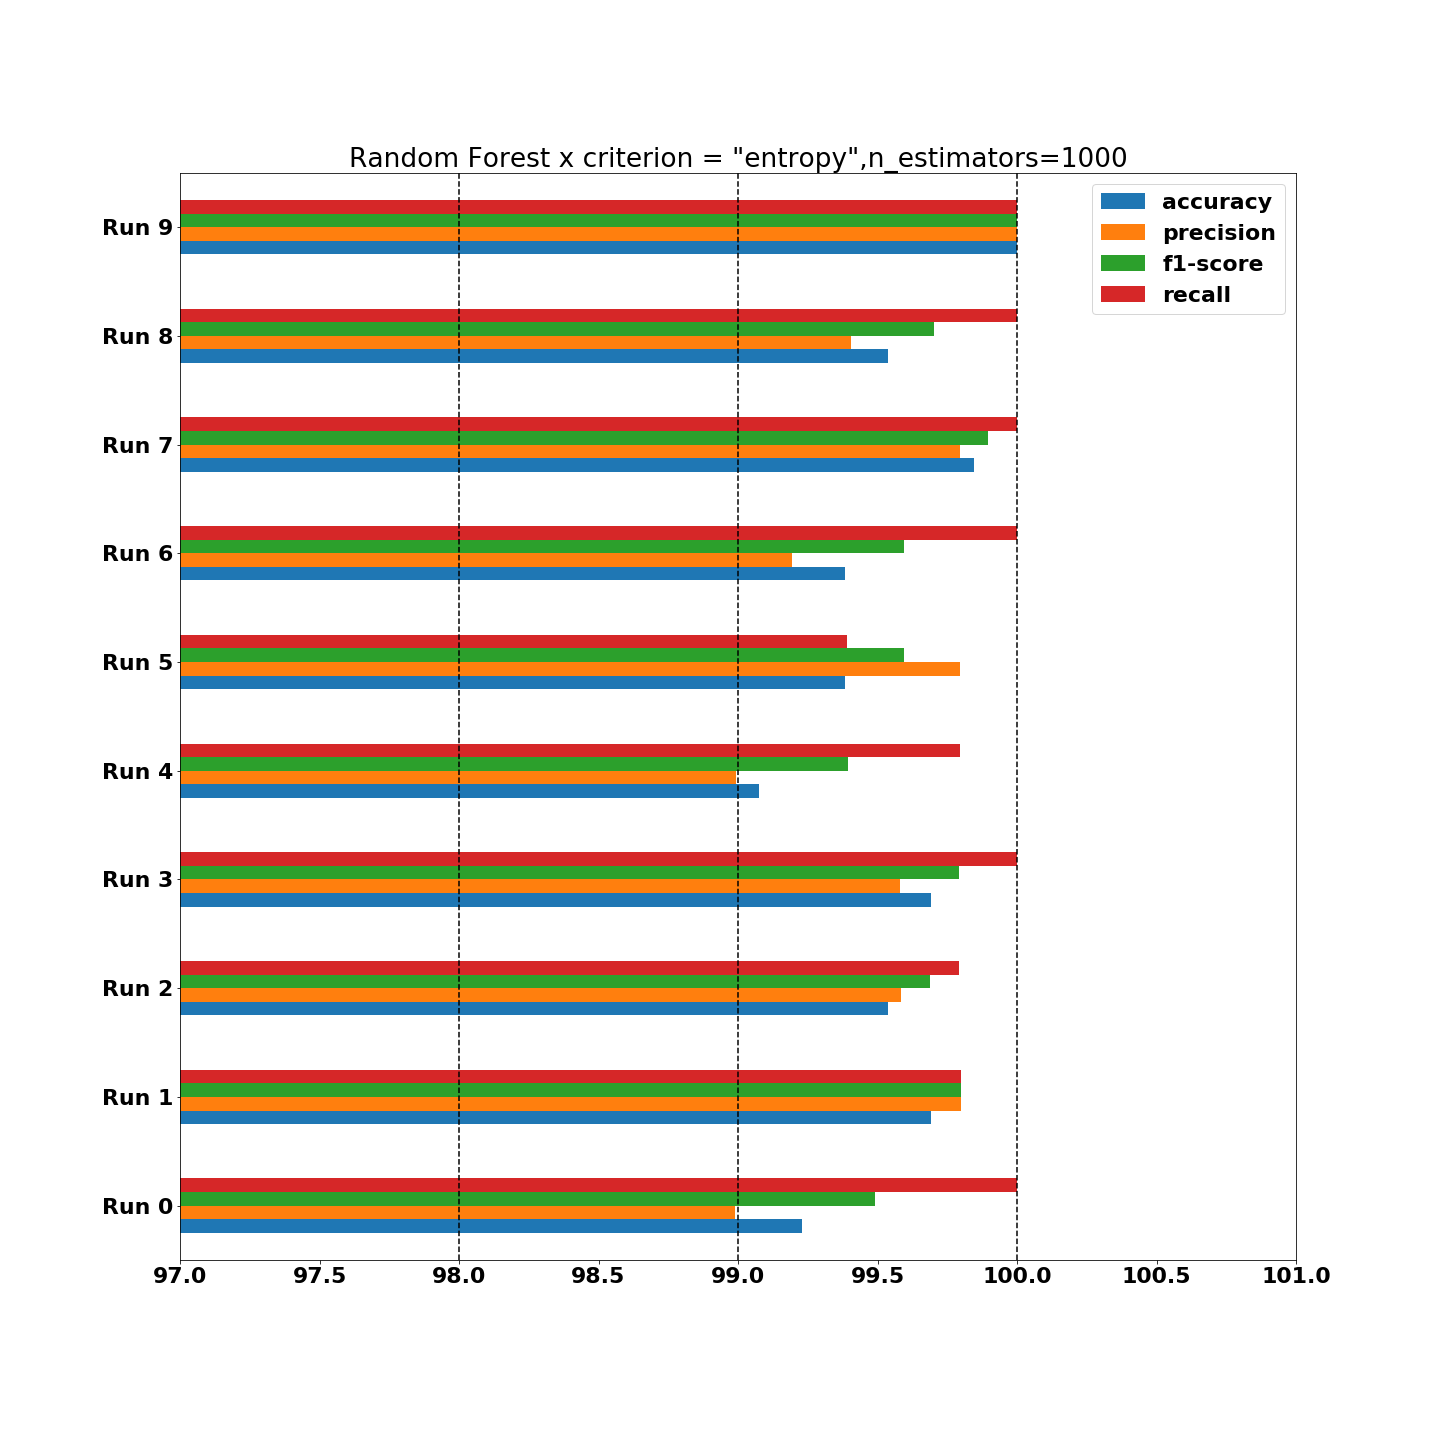 Random Forest x criterion = "entropy",n_estimators=1000
accuracy
precision
f1-score
recall
Run 9
Run 8
Run 7
Run 6
Run 5
Run 4
Run 3
Run 2
Run 1
Run 0
97.0 97.5 98.0 98.5 99.0 99.5 100.0 100.5 101.0